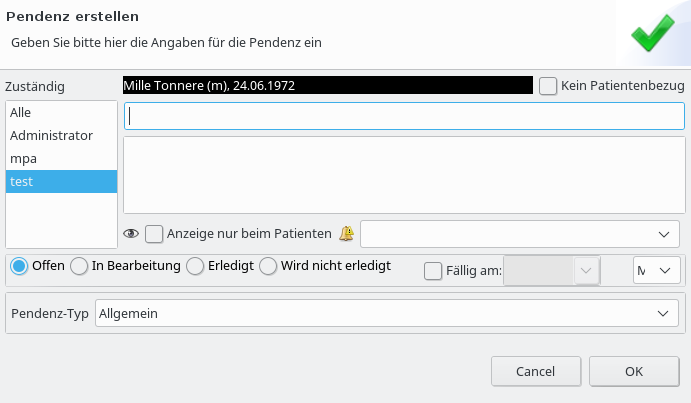 Pendenz erstellen
Geben Sie bitte hier die Angaben für die Pendenz ein
Zuständig
Mille Tonnere (m), 24.06.1972
Kein Patientenbezug
Alle
Administrator
mpa
test
Anzeige nur beim Patienten
Offen In Bearbeitung Erledigt Wird nicht erledigt
Fällig am:
Pendenz-Typ Allgemein
Cancel OK